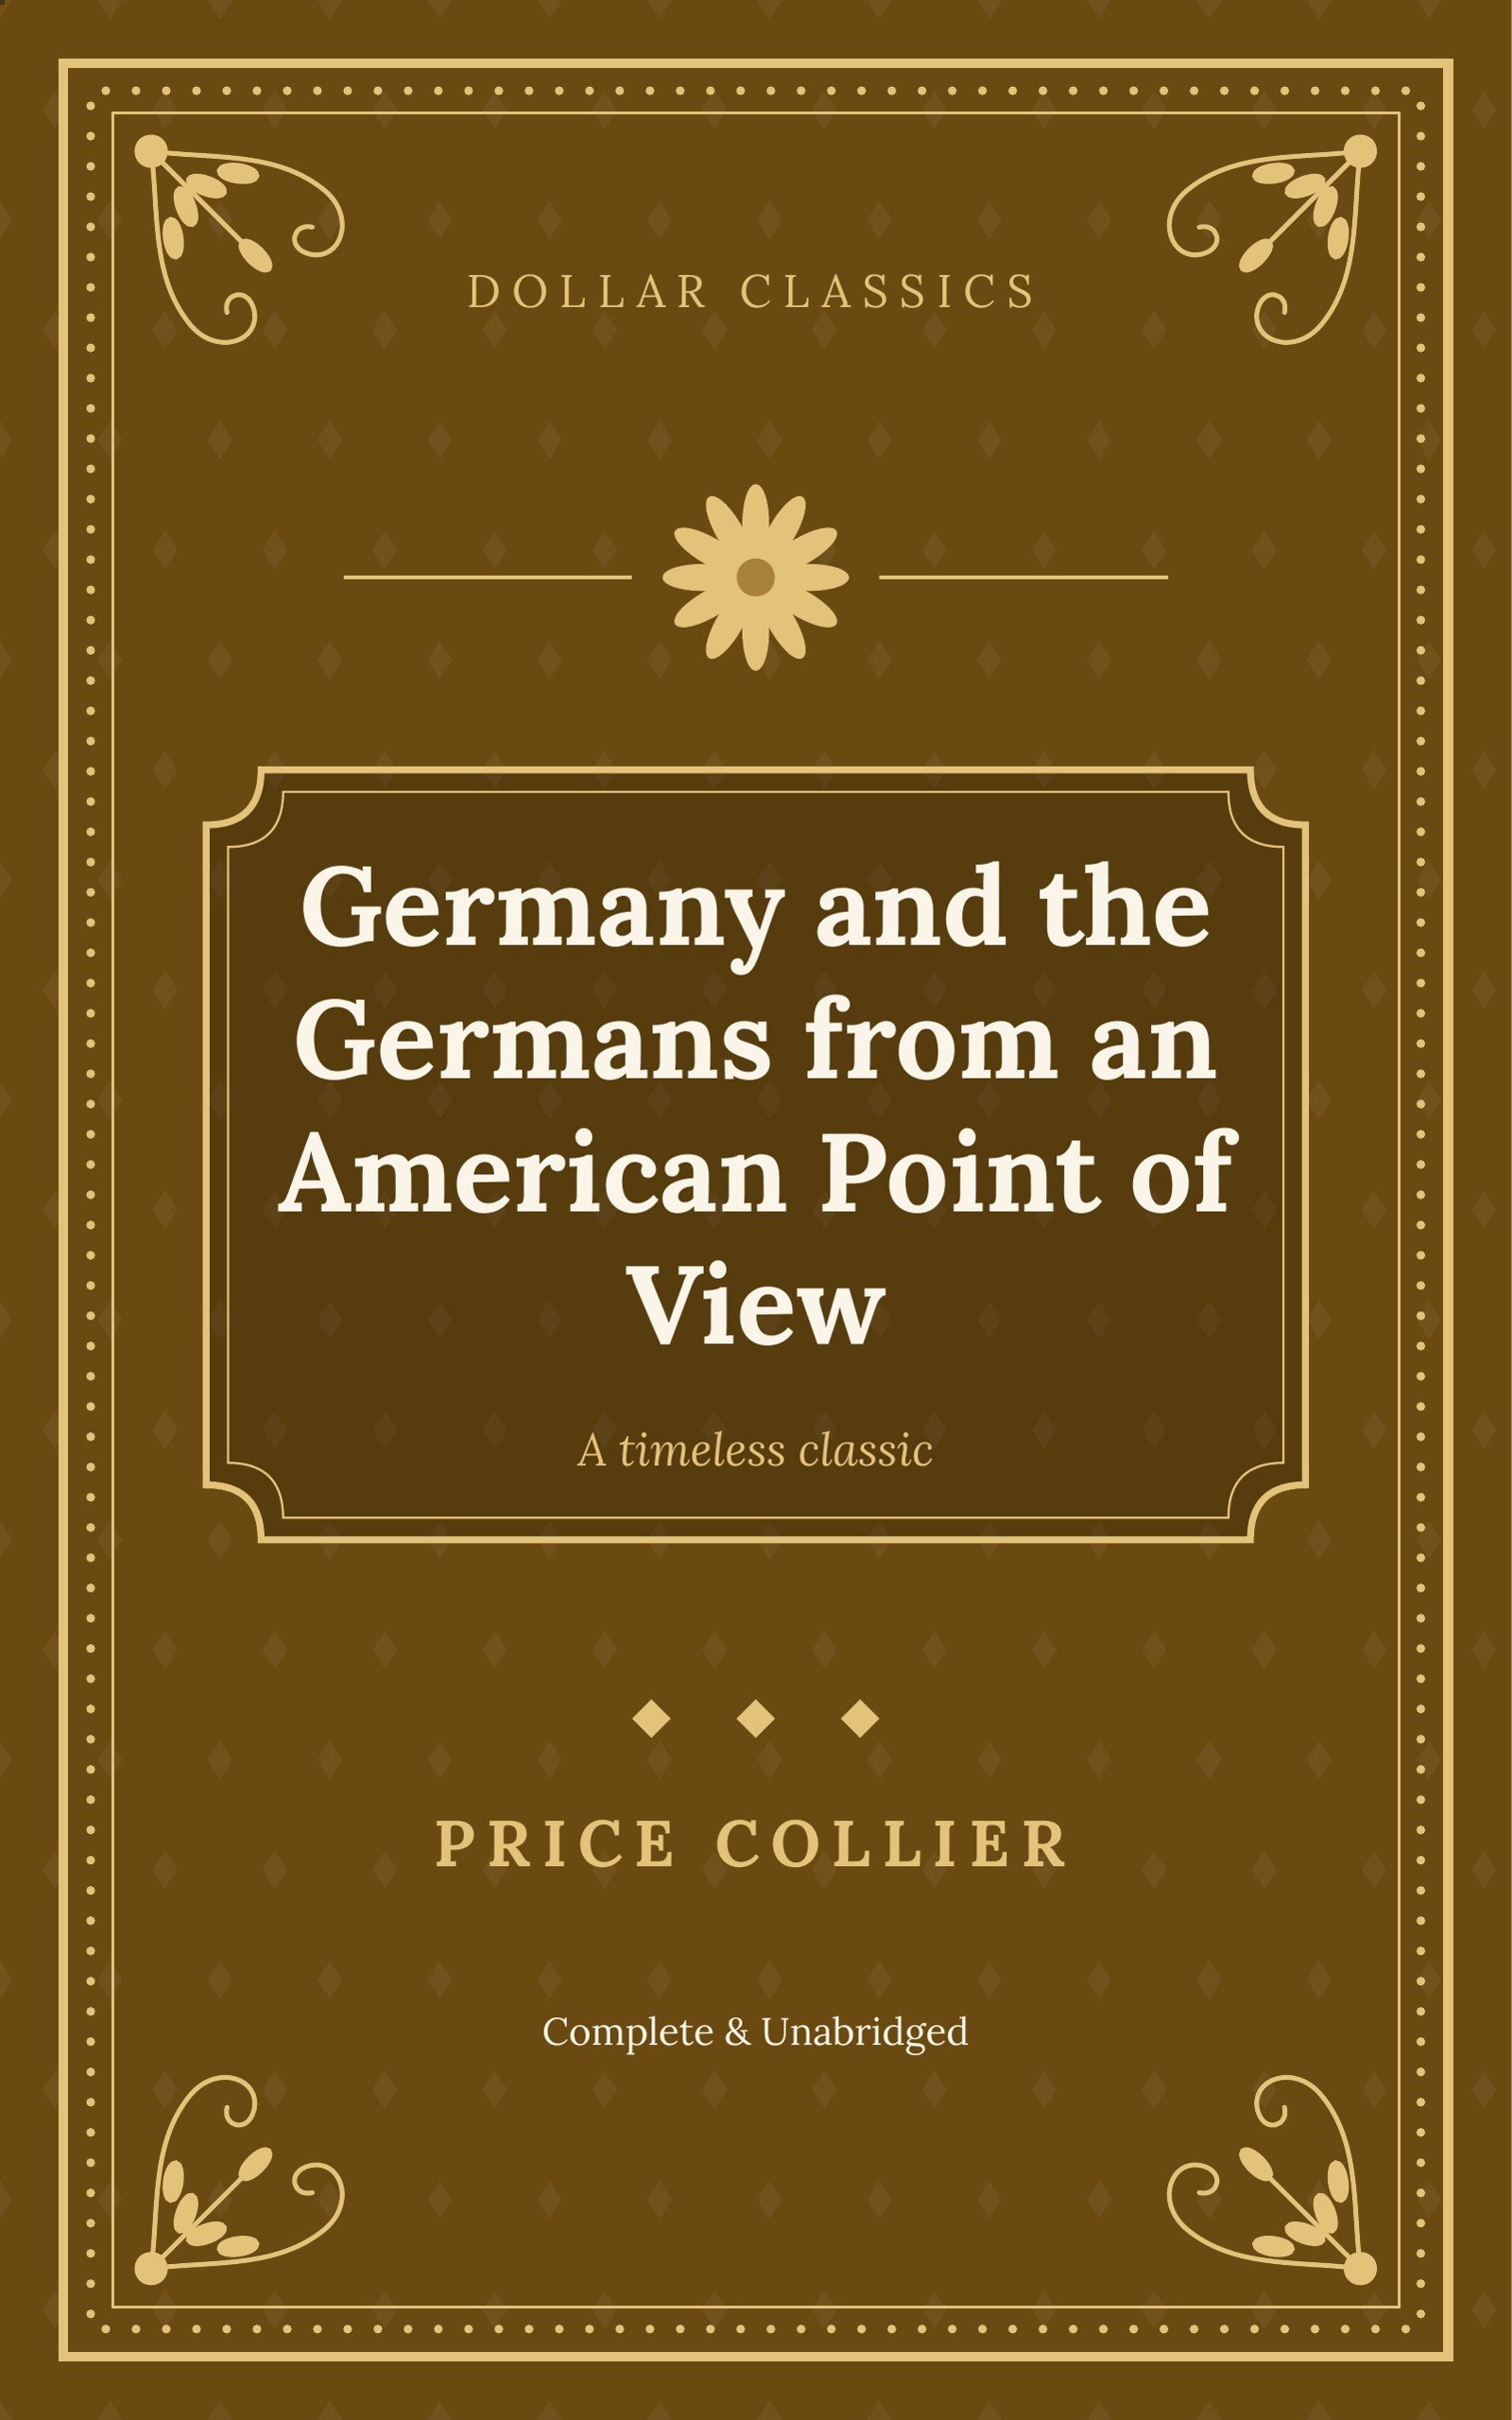 DOLLAR CLASSICS
Germany and the
Germans from an
American Point of
View
A timeless classic
PRICE COLLIER
Complete & Unabridged